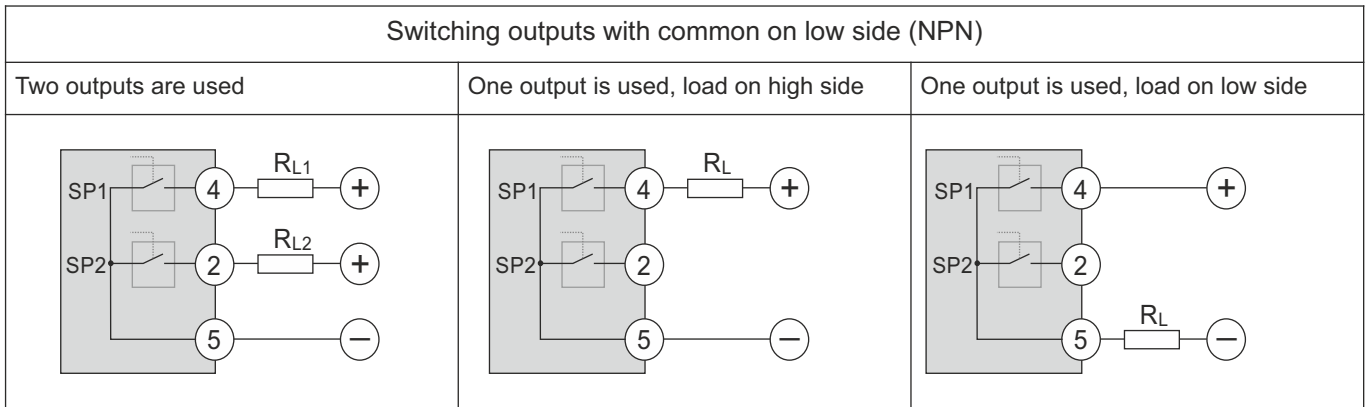 Switching outputs with common on low side (NPN)
Two outputs are used
One output is used, load on high side
One output is used, load on low side
SP1
4
RL1
+
SP2
2
RL2
+
5
−
SP1
4
RL
+
SP2
2
5
−
SP1
4
+
SP2
2
5
RL
−